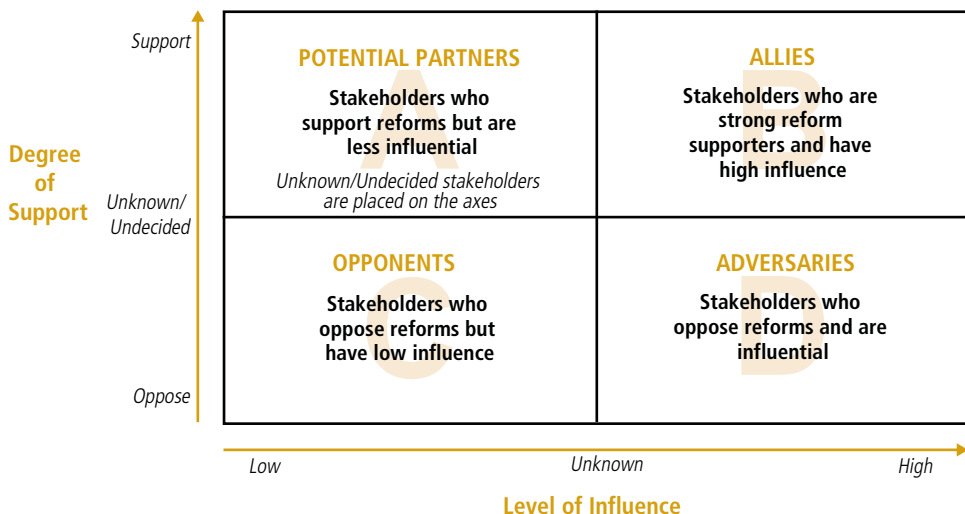 Support
POTENTIAL PARTNERS
A
Stakeholders who
support reforms but are
less influential
Unknown/Undecided stakeholders
are placed on the axes
ALLIES
B
Stakeholders who are
strong reform
supporters and have
high influence
Degree
of
Support
Unknown/
Undecided
OPPONENTS
C
Stakeholders who
oppose reforms but
have low influence
ADVERSARIES
D
Stakeholders who
oppose reforms and are
influential
Oppose
Low
Unknown
High
Level of Influence